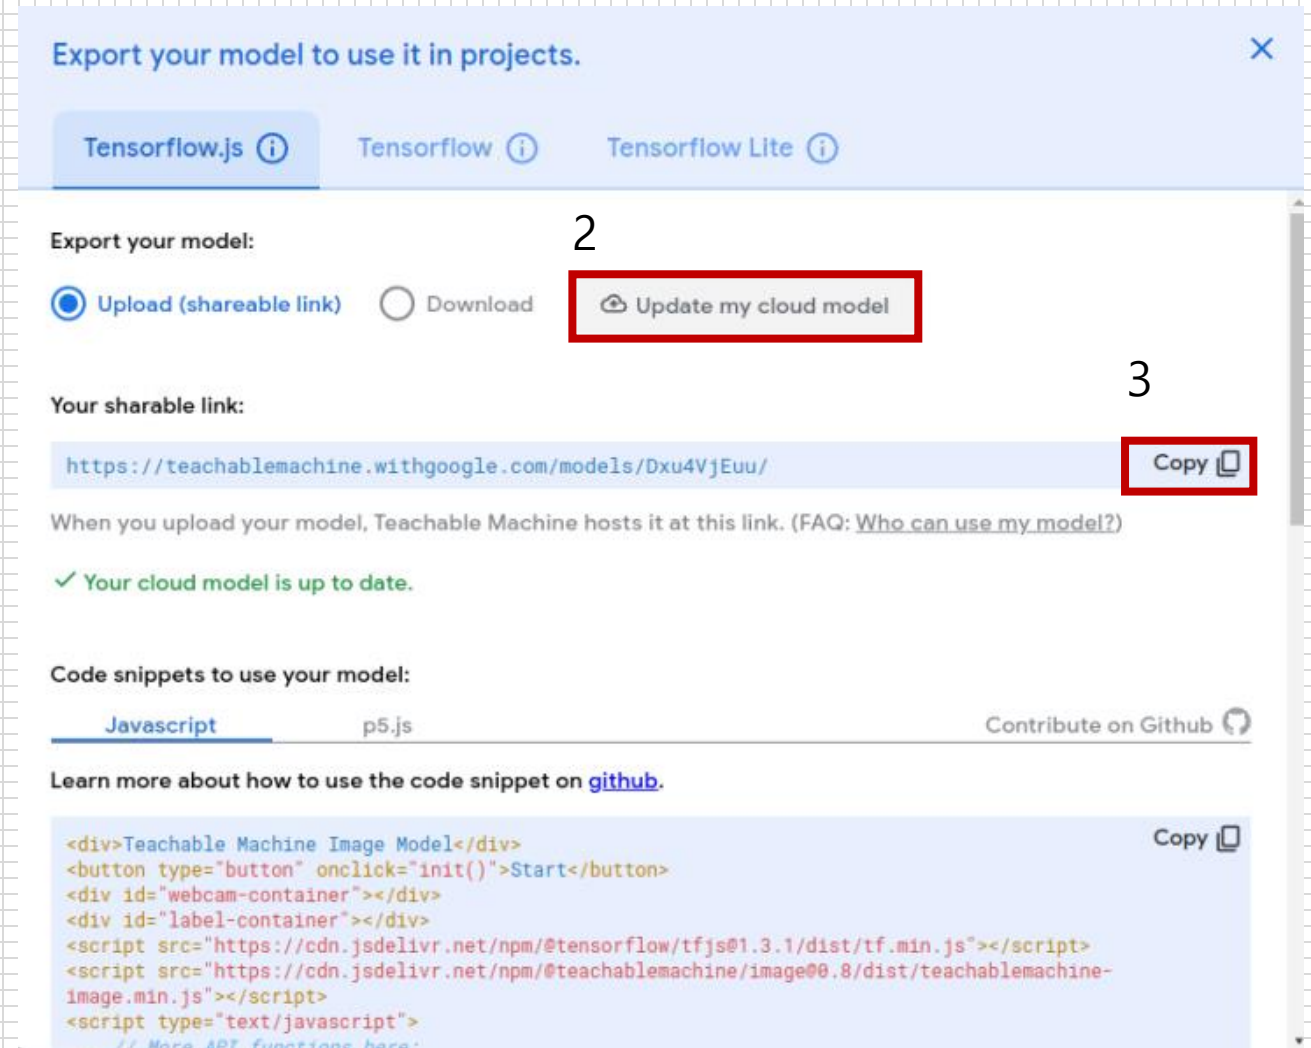 Export your model to use it in projects.
Tensorflow.js
Tensorflow
Tensorflow Lite
Export your model:
2
Upload (shareable link)
Download
Update my cloud model
3
Your sharable link:
https://teachablemachine.withgoogle.com/models/Dxu4VjEuu/
Copy
When you upload your model, Teachable Machine hosts it at this link. (FAQ: Who can use my model?)
✓ Your cloud model is up to date.
Code snippets to use your model:
Javascript
p5.js
Contribute on Github
Learn more about how to use the code snippet on github.
Copy
<div>Teachable Machine Image Model</div>
<button type="button" onclick="init()">Start</button>
<div id="webcam-container"></div>
<div id="label-container"></div>
<script src="https://cdn.jsdelivr.net/npm/@tensorflow/tfjs@1.3.1/dist/tf.min.js"></script>
<script src="https://cdn.jsdelivr.net/npm/@teachablemachine/image@0.8/dist/teachablemachine-
image.min.js"></script>
<script type="text/javascript">
// More API functions here: